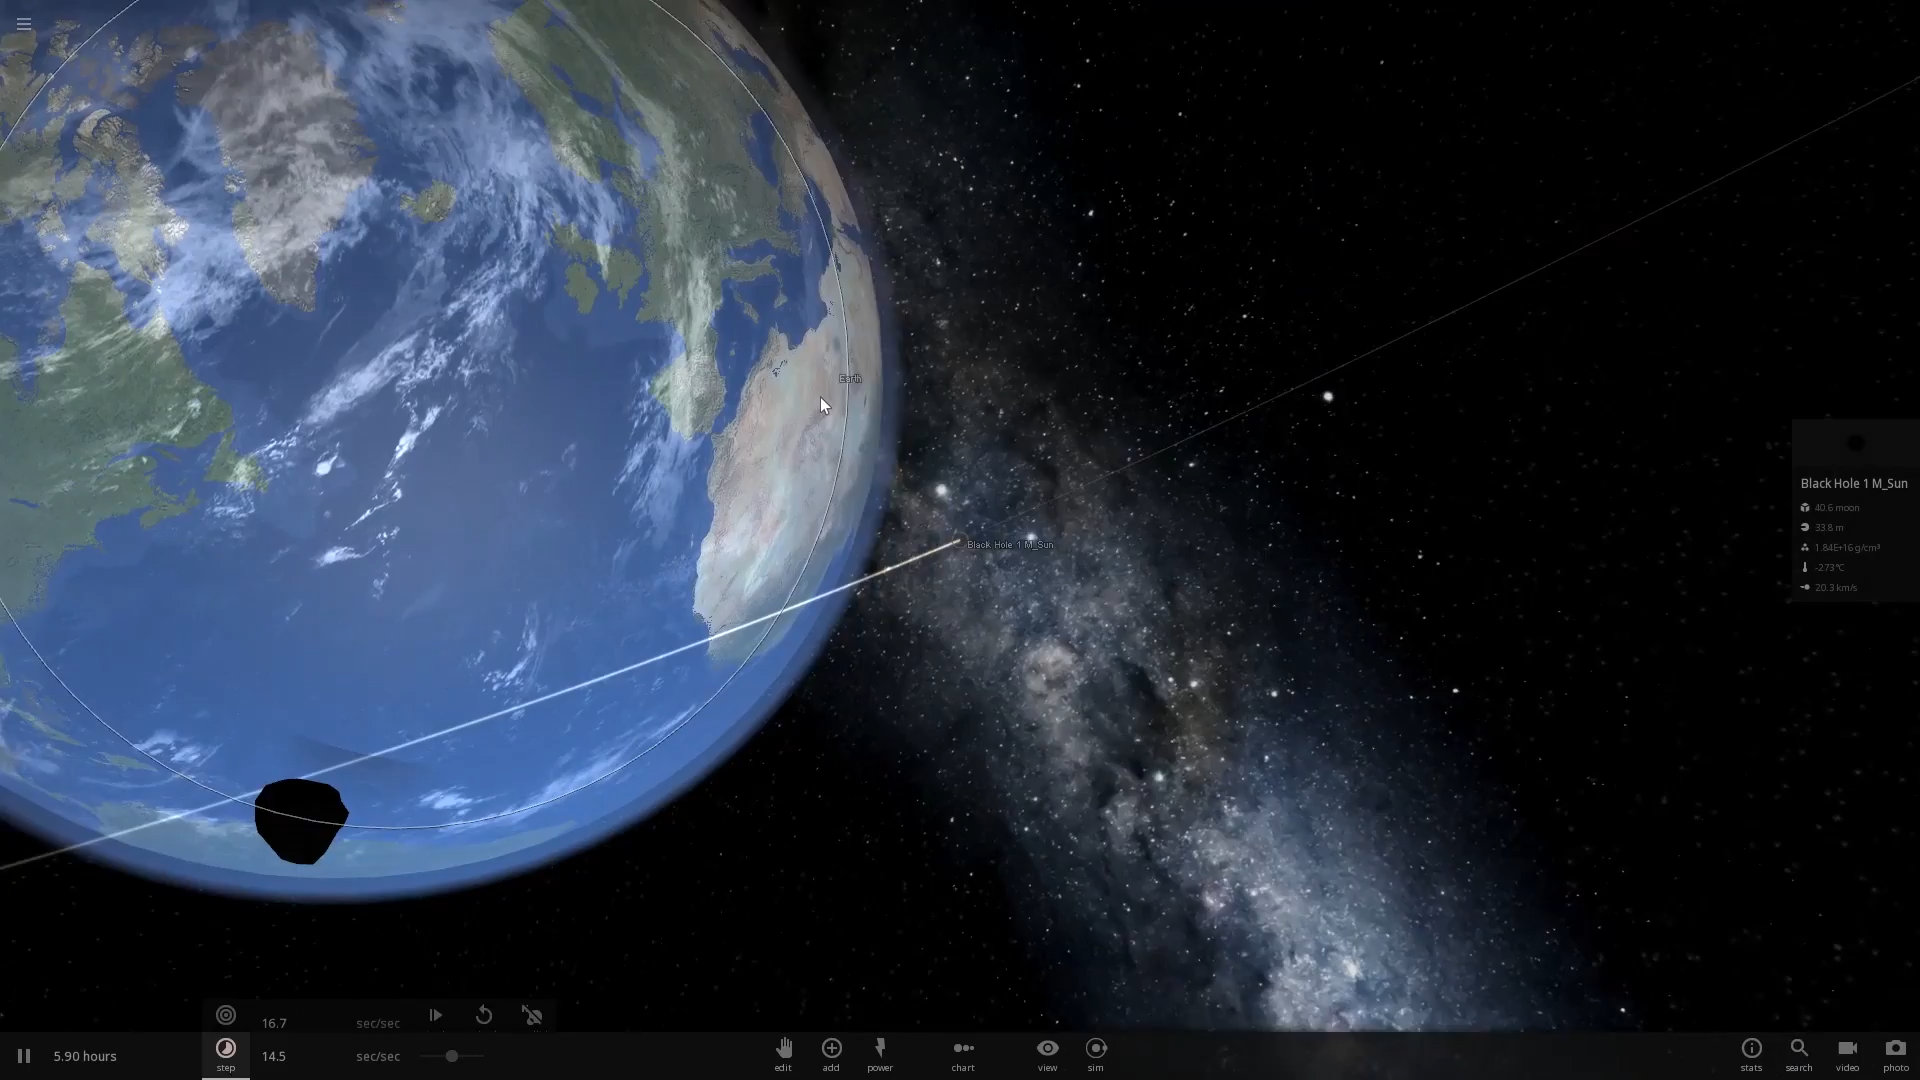 Earth
Black Hole 1 M_Sun
Black Hole 1 M_Sun
40.6 moon
33.8 m
1.84E+16 g/cm³
-273°C
20.3 km/s
16.7 sec/sec
5.90 hours
step
14.5 sec/sec
edit
add
power
chart
view
sim
stats
search
video
photo